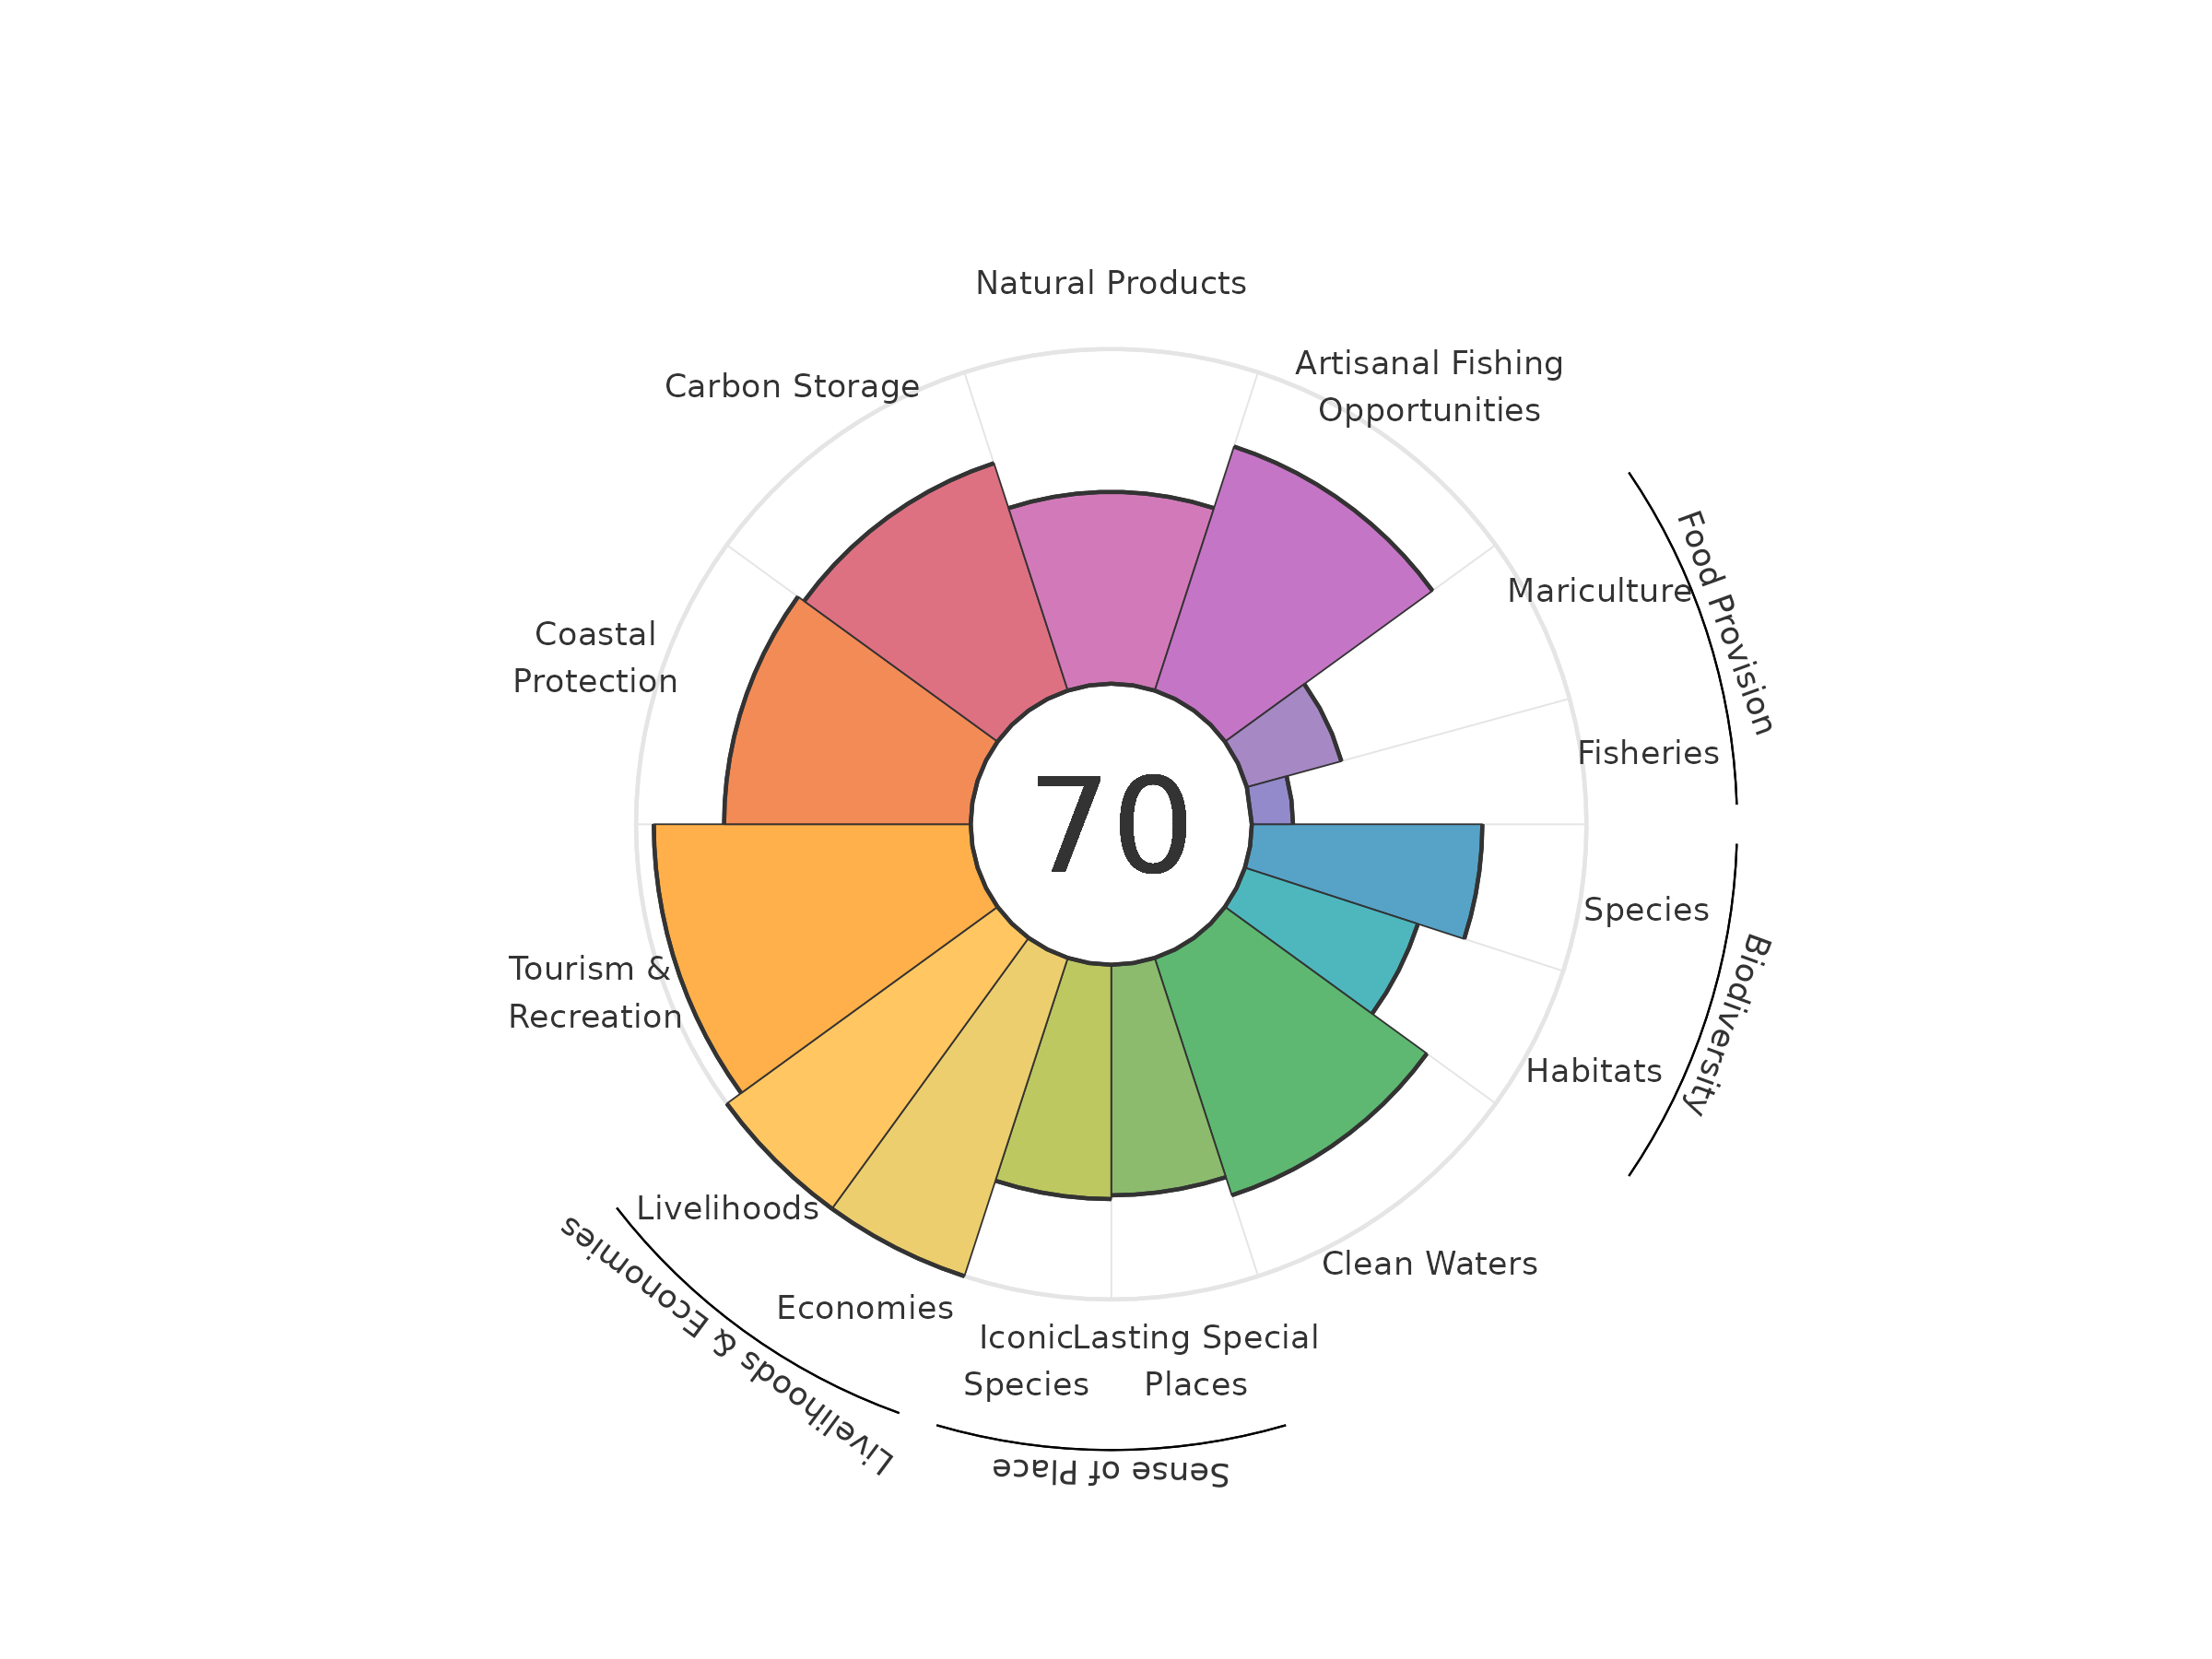 Natural Products
Artisanal Fishing
Opportunities
Carbon Storage
Food Provision
Mariculture
Coastal
Protection
Fisheries
70
Species
Biodiversity
Tourism &
Recreation
Habitats
Livelihoods
Clean Waters
Economies
Livelihoods & Economies
Iconic
Species
Lasting Special
Places
Sense of Place